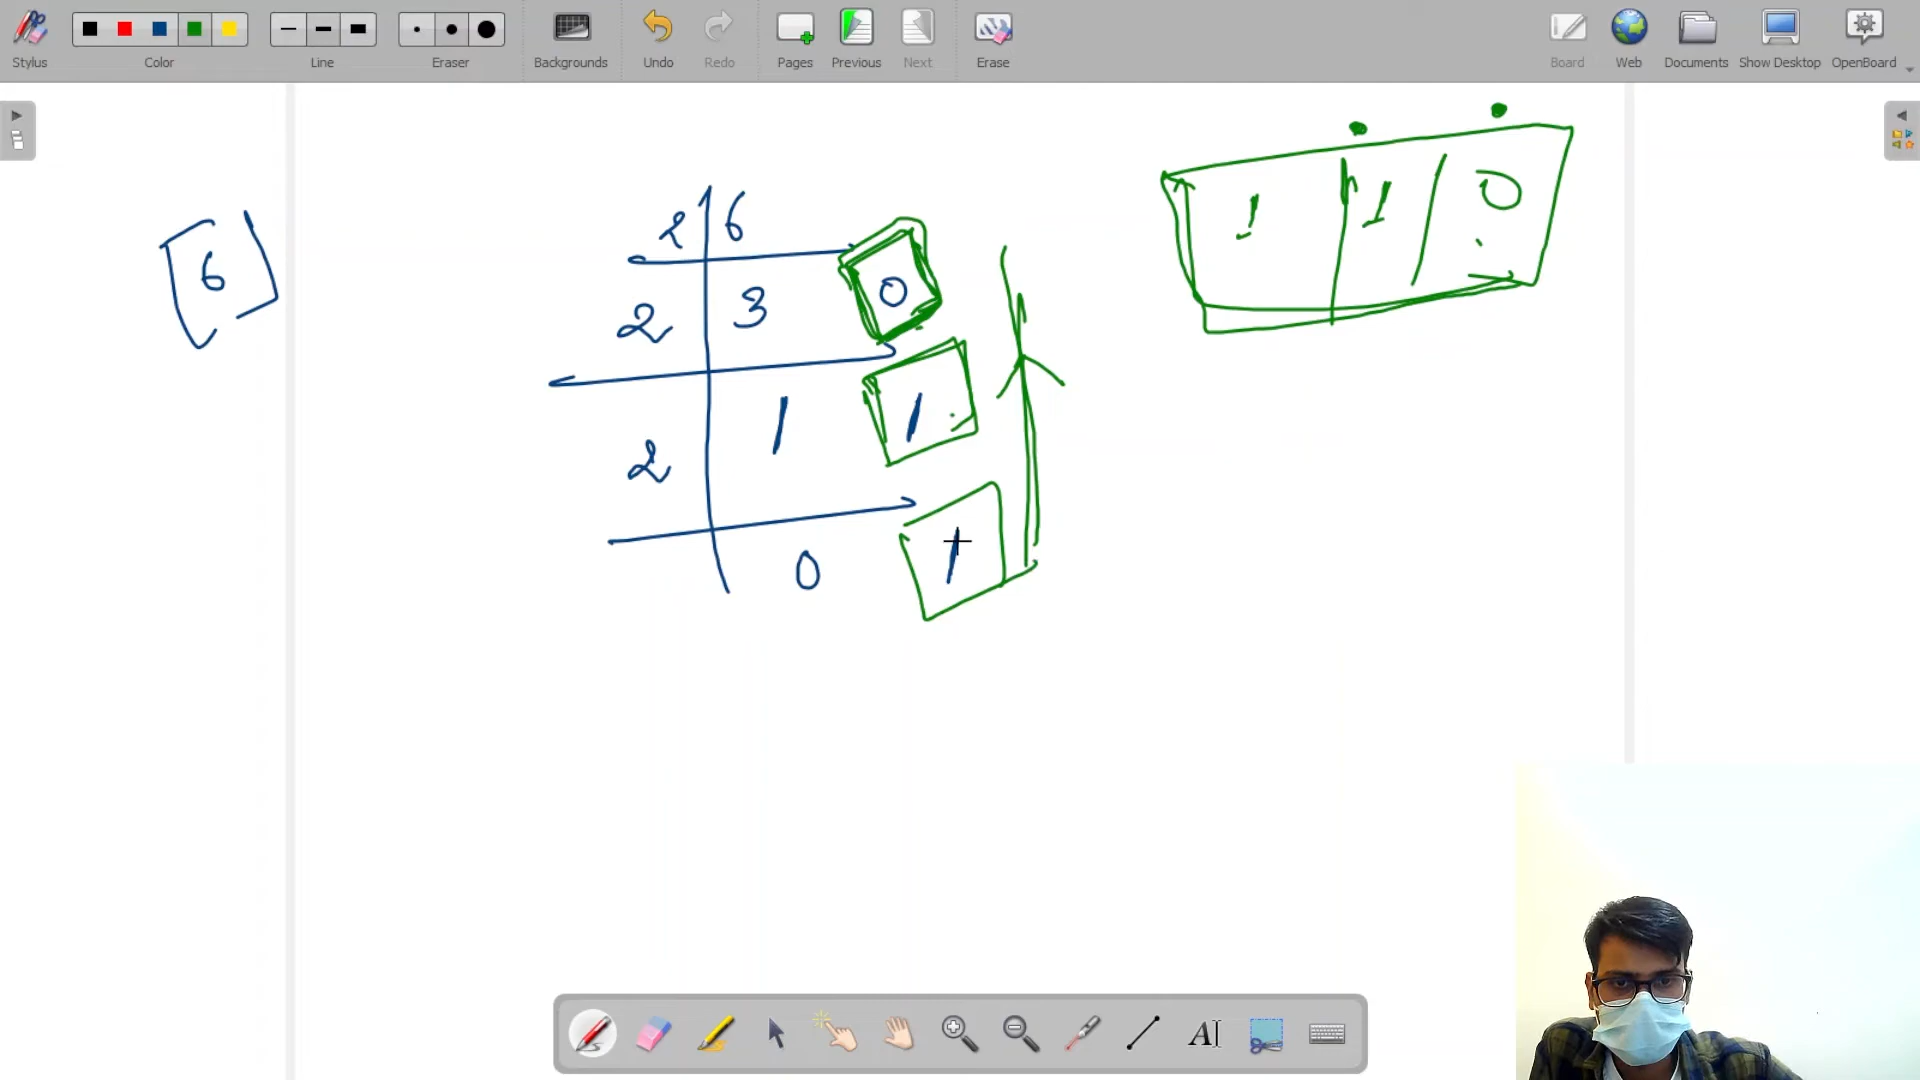 Stylus
Color
Line
Eraser
Backgrounds
Undo
Redo
Pages
Previous
Next
Erase
Board
Web
Documents
Show Desktop
OpenBoard
6
2 6
2 3 0
2 1 1
0 1
1 1 0